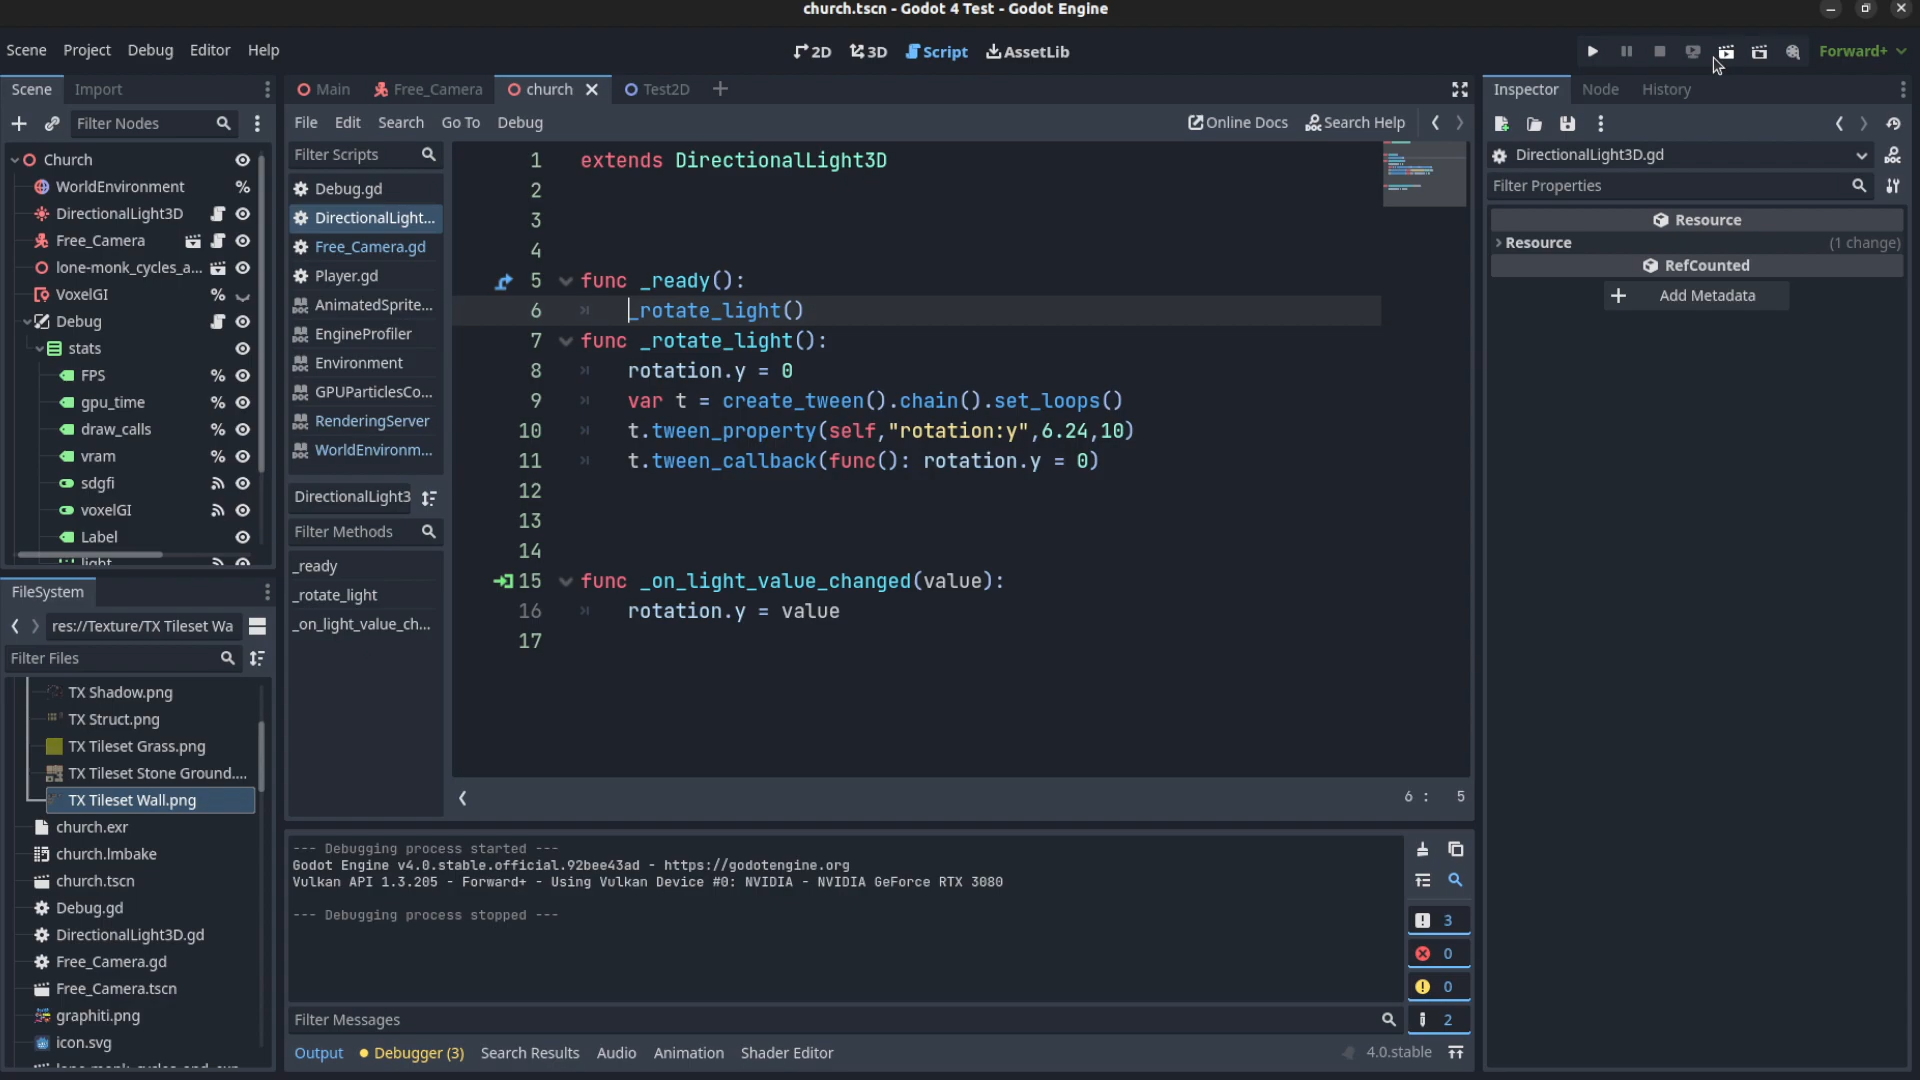 church.tscn - Godot 4 Test - Godot Engine
Scene Project Debug Editor Help
2D 3D Script AssetLib
Forward+
Scene Import
Filter Nodes
Church
WorldEnvironment
DirectionalLight3D
Free_Camera
lone-monk_cycles_a...
VoxelGI
Debug
stats
FPS
gpu_time
draw_calls
vram
sdgfi
voxelGI
Label
light
FileSystem
res://Texture/TX Tileset Wa
Filter Files
TX Shadow.png
TX Struct.png
TX Tileset Grass.png
TX Tileset Stone Ground....
TX Tileset Wall.png
church.exr
church.lmbake
church.tscn
Debug.gd
DirectionalLight3D.gd
Free_Camera.gd
Free_Camera.tscn
graphiti.png
icon.svg
Main Free_Camera church Test2D
File Edit Search Go To Debug
Online Docs Search Help
Filter Scripts
Debug.gd
DirectionalLight...
Free_Camera.gd
Player.gd
AnimatedSprite...
EngineProfiler
Environment
GPUParticlesCo...
RenderingServer
WorldEnvironm...
DirectionalLight3
Filter Methods
_ready
_rotate_light
_on_light_value_ch...
1 extends DirectionalLight3D
2
3
4
5 func _ready():
6 _rotate_light()
7 func _rotate_light():
8 rotation.y = 0
9 var t = create_tween().chain().set_loops()
10 t.tween_property(self,"rotation:y",6.24,10)
11 t.tween_callback(func(): rotation.y = 0)
12
13
14
15 func _on_light_value_changed(value):
16 rotation.y = value
17
6 : 5
--- Debugging process started ---
Godot Engine v4.0.stable.official.92bee43ad - https://godotengine.org
Vulkan API 1.3.205 - Forward+ - Using Vulkan Device #0: NVIDIA - NVIDIA GeForce RTX 3080
--- Debugging process stopped ---
3
0
0
2
Filter Messages
Output Debugger (3) Search Results Audio Animation Shader Editor
4.0.stable
Inspector Node History
DirectionalLight3D.gd
Filter Properties
Resource
Resource (1 change)
RefCounted
Add Metadata